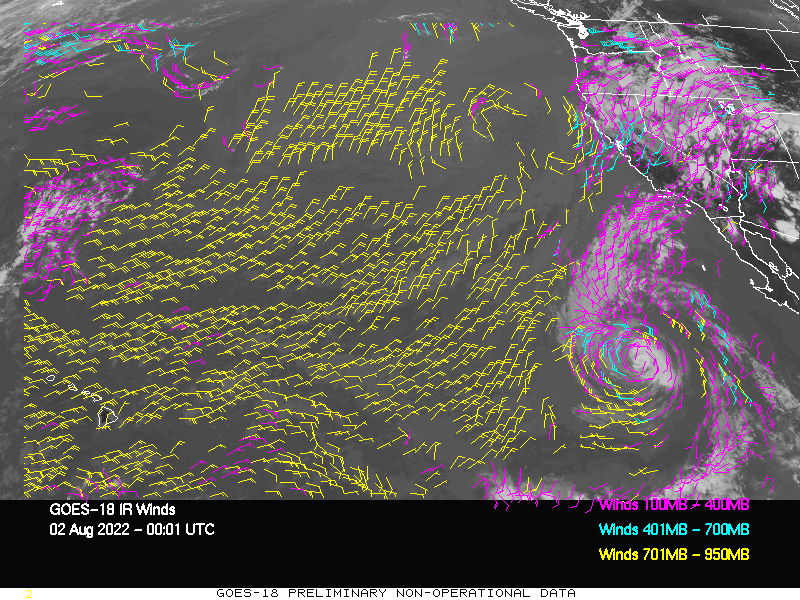 GOES-18 IR Winds
02 Aug 2022 - 00:01 UTC
Winds 100MB - 400MB
Winds 401MB - 700MB
Winds 701MB - 950MB
2
GOES-18 PRELIMINARY NON-OPERATIONAL DATA